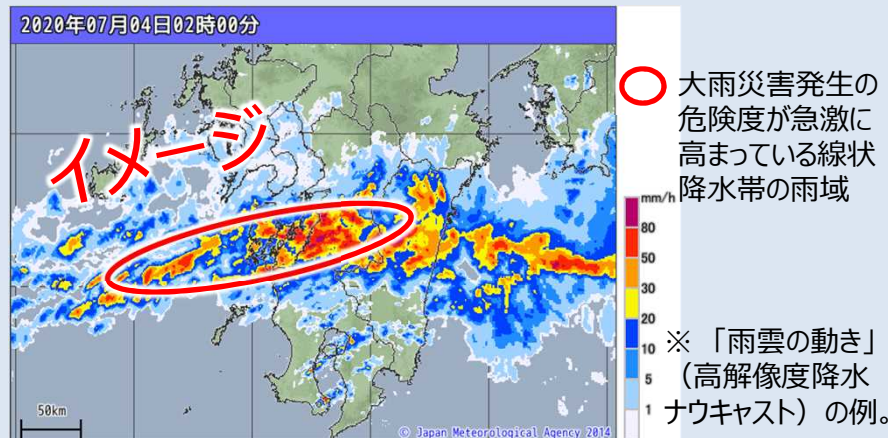 2020年07月04日02時00分
イメージ
50km
© Japan Meteorological Agency 2014
mm/h
80
50
30
20
10
5
1
大雨災害発生の
危険度が急激に
高まっている線状
降水帯の雨域
※ 「雨雲の動き」
（高解像度降水
ナウキャスト）の例。